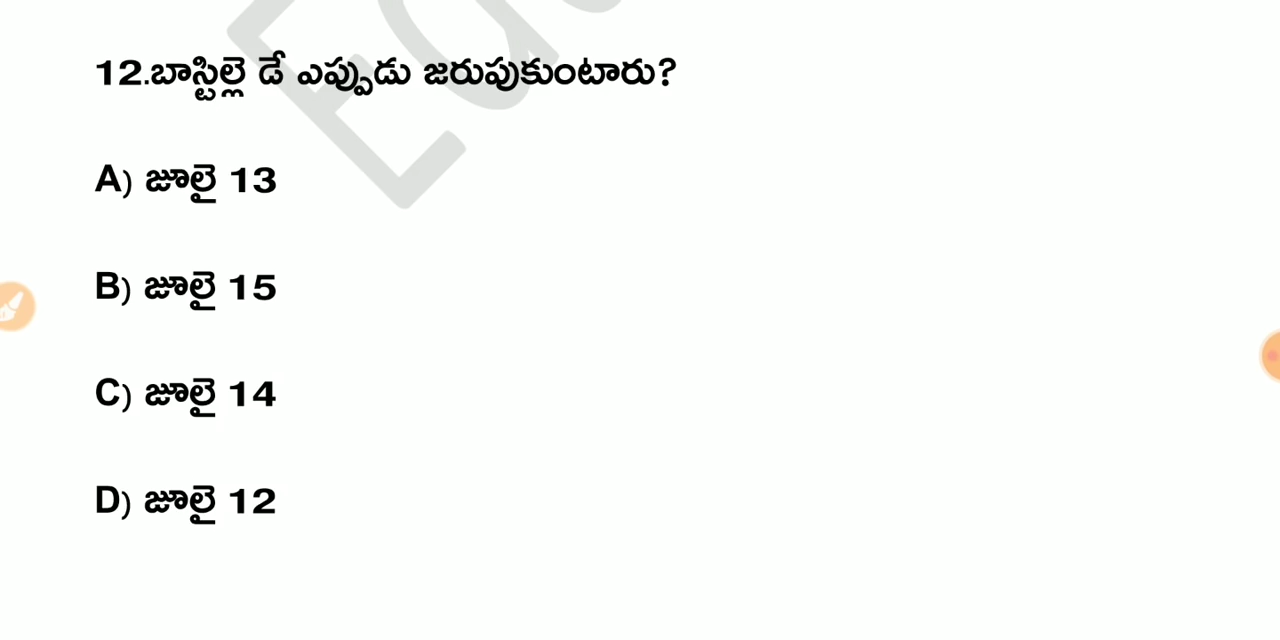 12.బాస్టిల్లె డే ఎప్పుడు జరుపుకుంటారు?
A) జూలై 13
B) జూలై 15
C) జూలై 14
D) జూలై 12